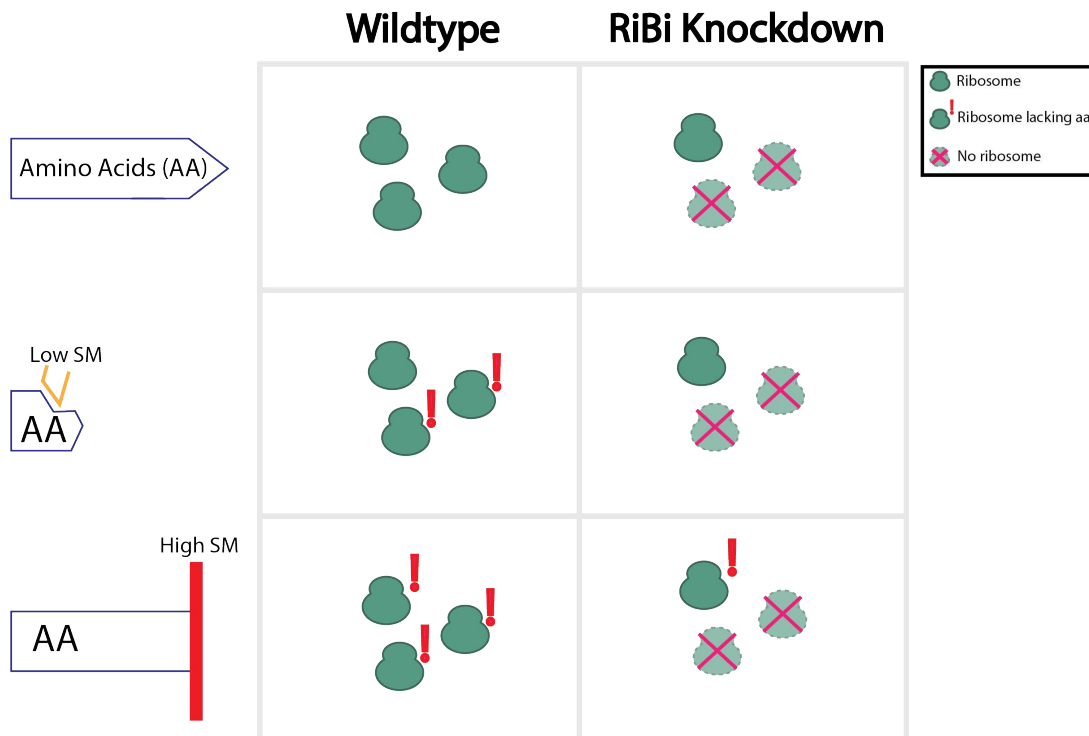 Wildtype
RiBi Knockdown
Ribosome
Ribosome lacking aa
No ribosome
Amino Acids (AA)
Low SM
AA
High SM
AA